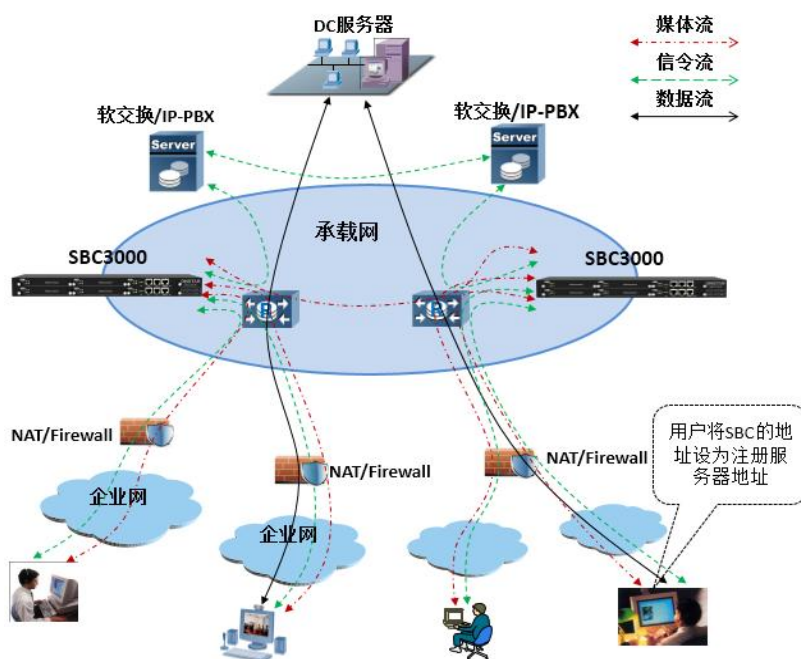 DC服务器
媒体流
信令流
数据流
软交换/IP-PBX
软交换/IP-PBX
Server
Server
承载网
SBC3000
SBC3000
NAT/Firewall
NAT/Firewall
NAT/Firewall
用户将SBC的地
址设为注册服
务器地址
企业网
企业网